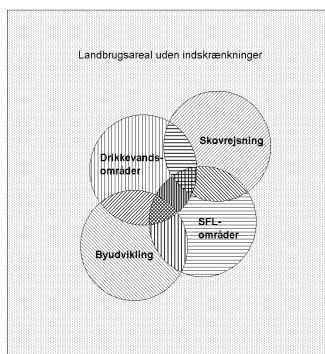 Landbrugsareal uden indskrænkninger
Skovrejsning
Drikkevands-
områder
SFL-
områder
Byudvikling